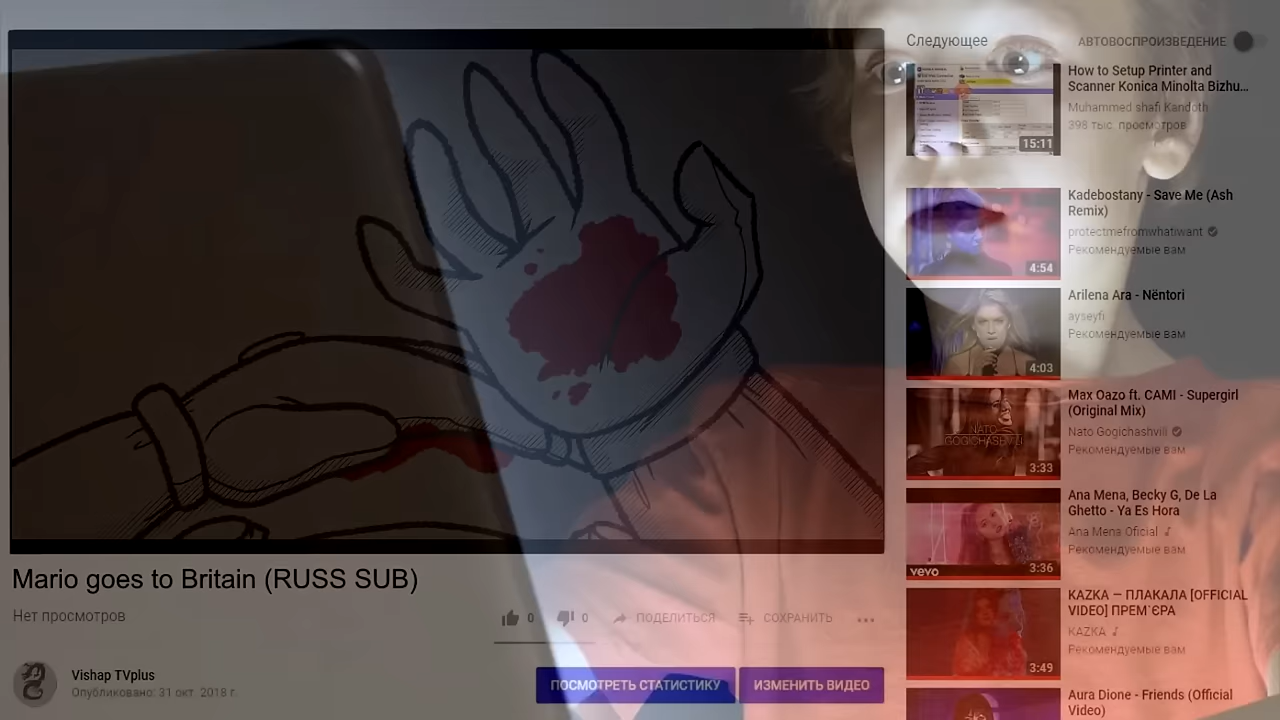 Следующее
АВТОВОСПРОИЗВЕДЕНИЕ
How to Setup Printer and
Scanner Konica Minolta Bizhu...
Muhammed shafi Kandoth
398 тыс. просмотров
15:11
Kadebostany - Save Me (Ash
Remix)
protectmefromwhatiwant
Рекомендуемые вам
4:54
Arilena Ara - Nëntori
ayseyfi
Рекомендуемые вам
4:03
Max Oazo ft. CAMI - Supergirl
(Original Mix)
Nato Gogichashvili
Рекомендуемые вам
NATO
GOGICHASHVILI
3:33
Ana Mena, Becky G, De La
Ghetto - Ya Es Hora
Ana Mena Oficial
Рекомендуемые вам
vevo
3:36
KAZKA — ПЛАКАЛА [OFFICIAL
VIDEO] ПРЕМ`ЄРА
KAZKA
Рекомендуемые вам
3:49
Aura Dione - Friends (Official
Video)
Mario goes to Britain (RUSS SUB)
Нет просмотров
0
0
ПОДЕЛИТЬСЯ
СОХРАНИТЬ
Vishap TVplus
Опубликовано: 31 окт. 2018 г.
ПОСМОТРЕТЬ СТАТИСТИКУ
ИЗМЕНИТЬ ВИДЕО